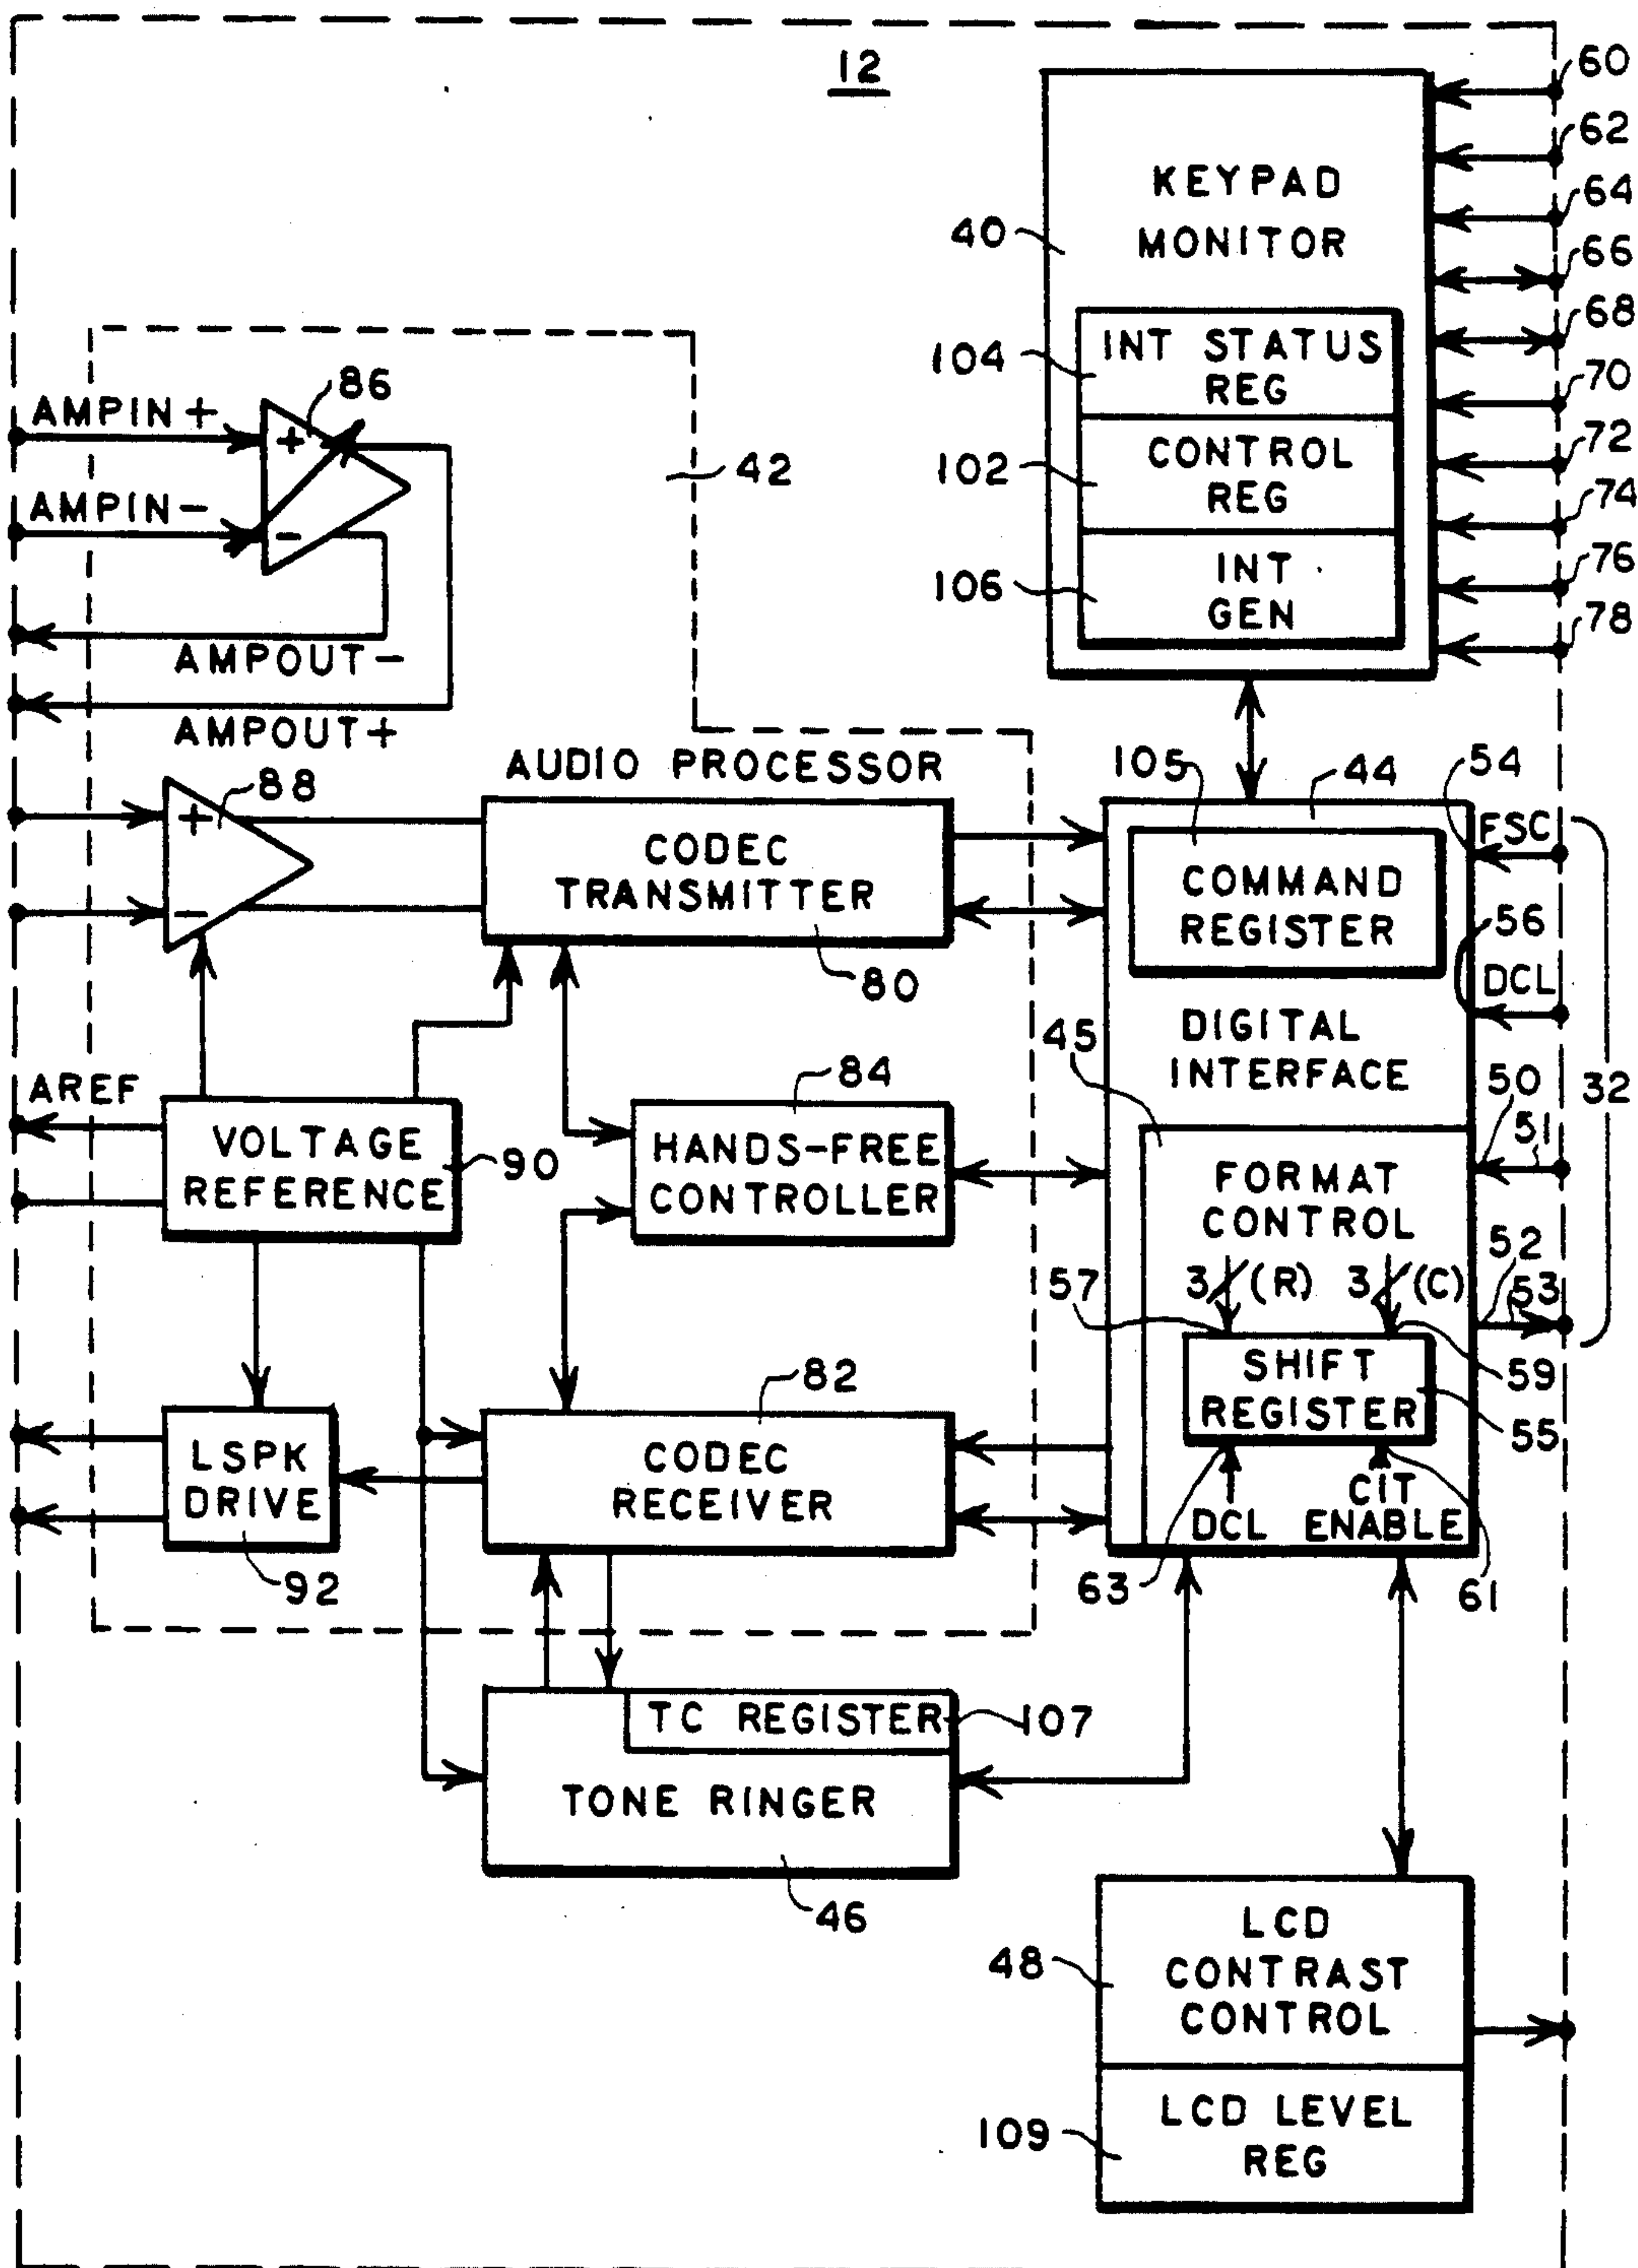 12
60
62
64
66
68
70
72
74
76
78
KEYPAD
MONITOR
40
INT STATUS
REG
104
CONTROL
REG
102
INT
GEN
106
86
AMPIN+
+
AMPIN-
-
42
AMPOUT-
AMPOUT+
AUDIO PROCESSOR
88
+
-
CODEC
TRANSMITTER
80
105
44
54
FSC
COMMAND
REGISTER
56
DCL
DIGITAL
INTERFACE
45
32
AREF
VOLTAGE
REFERENCE
90
84
HANDS-FREE
CONTROLLER
50
51
FORMAT
CONTROL
52
53
57
3 (R)
3 (C)
SHIFT
REGISTER
59
55
82
CODEC
RECEIVER
LSPK
DRIVE
92
DCL
CIT
ENABLE
63
61
TC REGISTER
107
TONE RINGER
46
LCD
CONTRAST
CONTROL
48
LCD LEVEL
REG
109